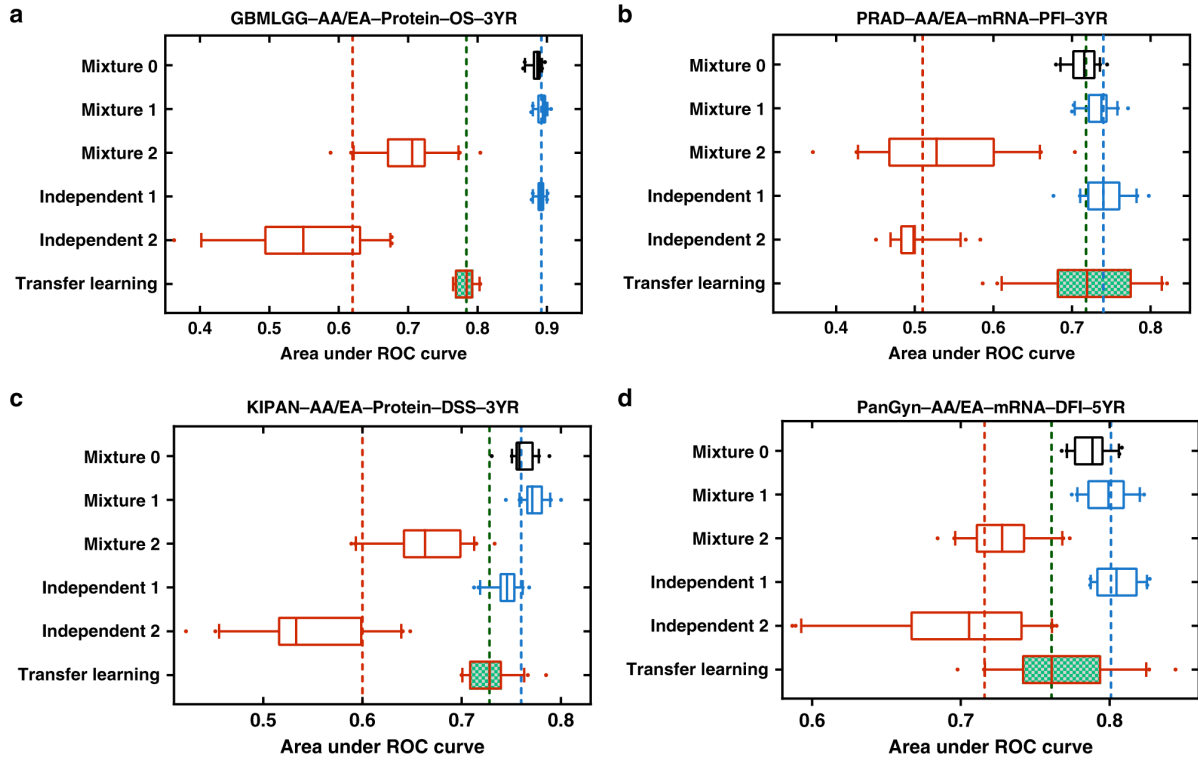 a
GBMLGG–AA/EA–Protein–OS–3YR
Mixture 0
Mixture 1
Mixture 2
Independent 1
Independent 2
Transfer learning
0.4 0.5 0.6 0.7 0.8 0.9
Area under ROC curve
b
PRAD–AA/EA–mRNA–PFI–3YR
Mixture 0
Mixture 1
Mixture 2
Independent 1
Independent 2
Transfer learning
0.4 0.5 0.6 0.7 0.8
Area under ROC curve
c
KIPAN–AA/EA–Protein–DSS–3YR
Mixture 0
Mixture 1
Mixture 2
Independent 1
Independent 2
Transfer learning
0.5 0.6 0.7 0.8
Area under ROC curve
d
PanGyn–AA/EA–mRNA–DFI–5YR
Mixture 0
Mixture 1
Mixture 2
Independent 1
Independent 2
Transfer learning
0.6 0.7 0.8
Area under ROC curve